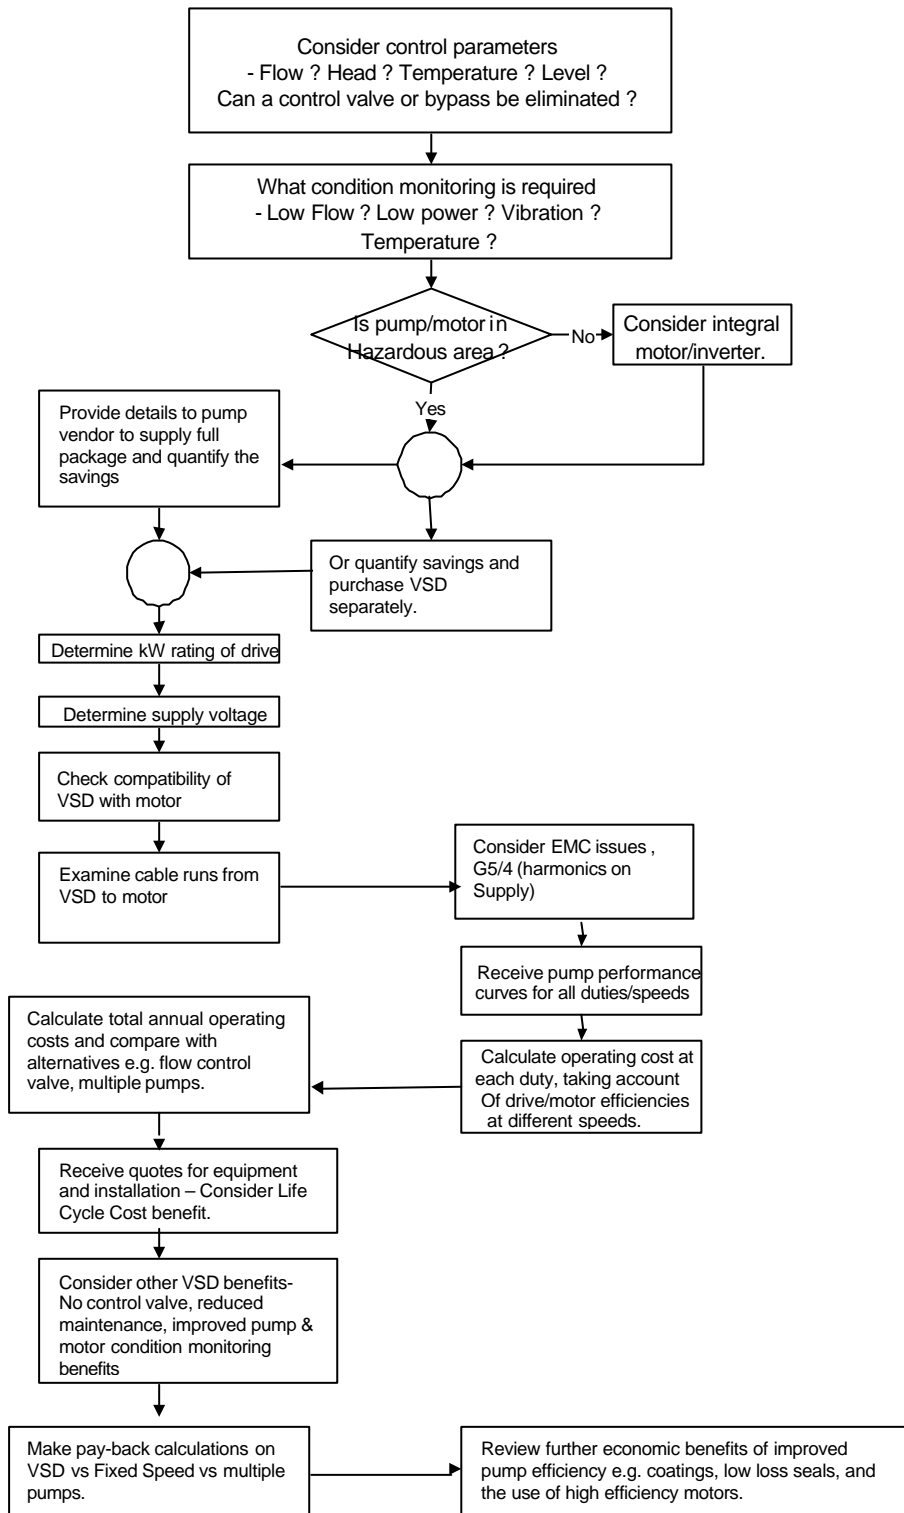 Consider control parameters
- Flow ? Head ? Temperature ? Level ?
Can a control valve or bypass be eliminated ?
What condition monitoring is required
- Low Flow ? Low power ? Vibration ?
Temperature ?
Is pump/motor in
Hazardous area ?
No
Consider integral
motor/inverter.
Yes
Provide details to pump
vendor to supply full
package and quantify the
savings
Or quantify savings and
purchase VSD
separately.
Determine kW rating of drive
Determine supply voltage
Check compatibility of
VSD with motor
Examine cable runs from
VSD to motor
Consider EMC issues ,
G5/4 (harmonics on
Supply)
Receive pump performance
curves for all duties/speeds
Calculate operating cost at
each duty, taking account
Of drive/motor efficiencies
at different speeds.
Calculate total annual operating
costs and compare with
alternatives e.g. flow control
valve, multiple pumps.
Receive quotes for equipment
and installation – Consider Life
Cycle Cost benefit.
Consider other VSD benefits-
No control valve, reduced
maintenance, improved pump &
motor condition monitoring
benefits
Make pay-back calculations on
VSD vs Fixed Speed vs multiple
pumps.
Review further economic benefits of improved
pump efficiency e.g. coatings, low loss seals, and
the use of high efficiency motors.